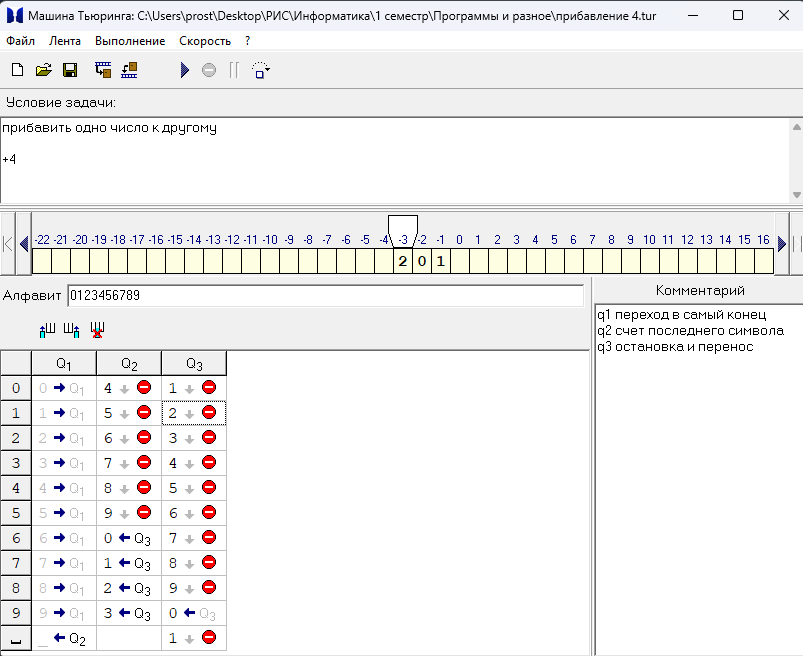 Машина Тьюринга: C:\Users\prost\Desktop\РИС\Информатика\1 семестр\Программы и разное\прибавление 4.tur
Файл Лента Выполнение Скорость ?
Условие задачи:
прибавить одно число к другому
+4
-22 -21 -20 -19 -18 -17 -16 -15 -14 -13 -12 -11 -10 -9 -8 -7 -6 -5 -4 -3 -2 -1 0 1 2 3 4 5 6 7 8 9 10 11 12 13 14 15 16
2 0 1
Алфавит 0123456789
Комментарий
q1 переход в самый конец
q2 счет последнего символа
q3 остановка и перенос
Q1 Q2 Q3
0 0 → Q1 4 ↓ 1 ↓
1 1 → Q1 5 ↓ 2 ↓
2 2 → Q1 6 ↓ 3 ↓
3 3 → Q1 7 ↓ 4 ↓
4 4 → Q1 8 ↓ 5 ↓
5 5 → Q1 9 ↓ 6 ↓
6 6 → Q1 0 ← Q3 7 ↓
7 7 → Q1 1 ← Q3 8 ↓
8 8 → Q1 2 ← Q3 9 ↓
9 9 → Q1 3 ← Q3 0 ← Q3
_ _ ← Q2 1 ↓